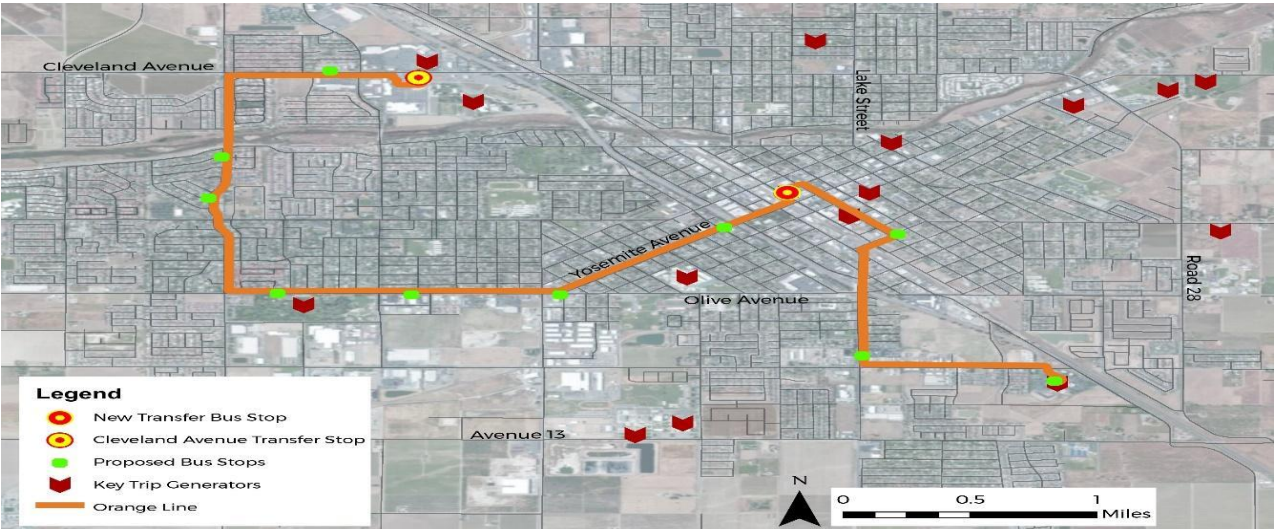 Cleveland Avenue
Lake Street
Yosemite Avenue
Olive Avenue
Road 28
Avenue 13
Legend
New Transfer Bus Stop
Cleveland Avenue Transfer Stop
Proposed Bus Stops
Key Trip Generators
Orange Line
N
0 0.5 1
Miles